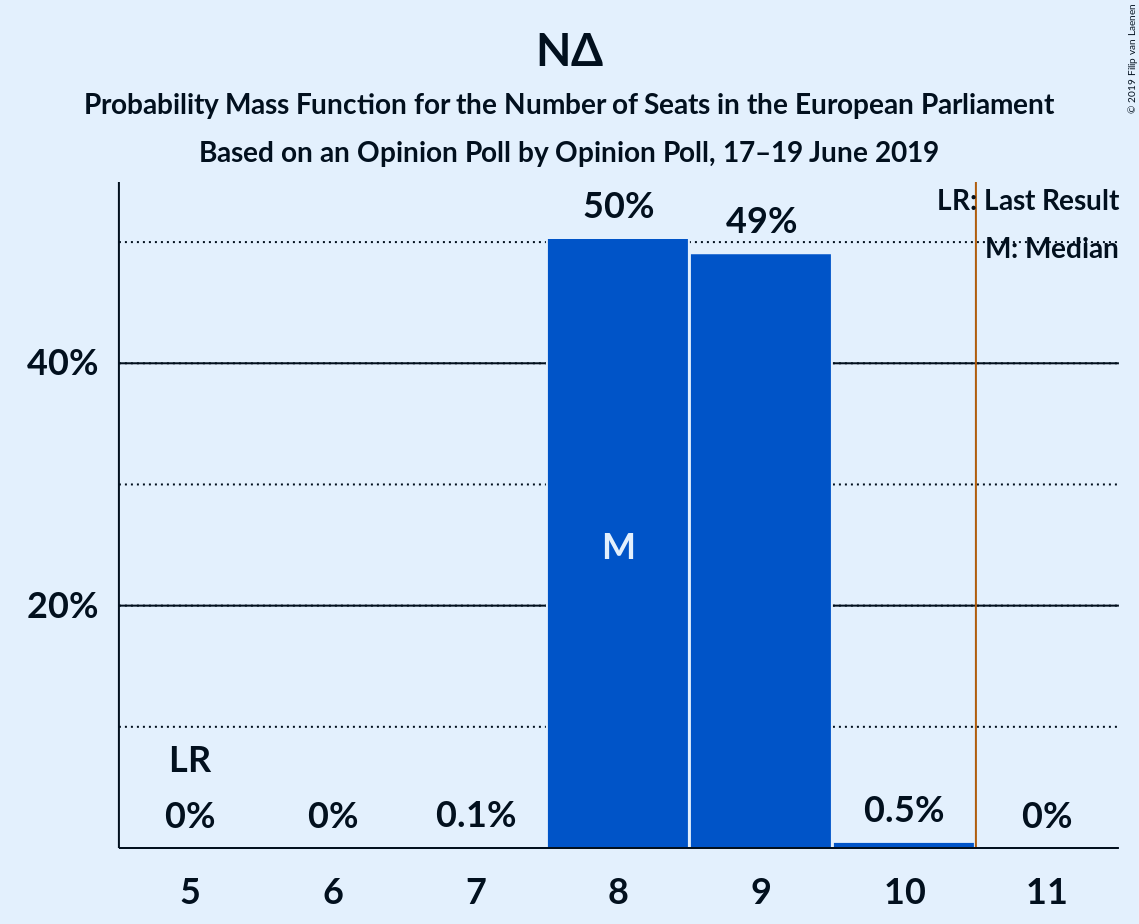 © 2019 Filip van Laenen
NΔ
Probability Mass Function for the Number of Seats in the European Parliament
Based on an Opinion Poll by Opinion Poll, 17–19 June 2019
LR: Last Result
M: Median
50%
49%
40%
M
20%
LR
0%
0%
0.1%
0.5%
0%
5
6
7
8
9
10
11